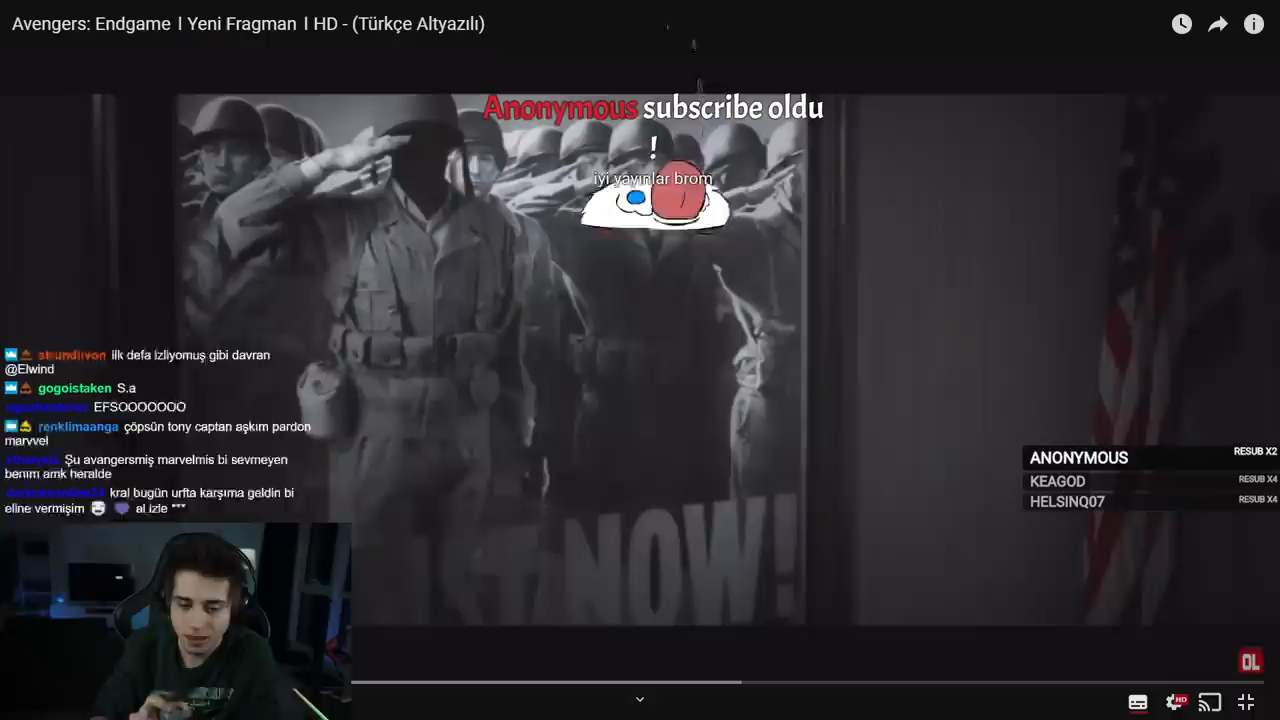 Avengers: Endgame I Yeni Fragman I HD - (Türkçe Altyazılı)
Anonymous subscribe oldu
!
iyi yayınlar brom
ilk defa izliyomuş gibi davran
@Elwind
gogoistaken S.a
EFSOOOOOOO
renklimaanga çöpsün tony captan aşkım pardon
marvvel
Şu avangersmiş marvelmis bi sevmeyen
benim amk heralde
kral bugün urfta karşıma geldin bi
eline vermişim al izle ***
ANONYMOUS RESUB X2
KEAGOD RESUB X4
HELSINQ07 RESUB X4
NOW!
OL
HD